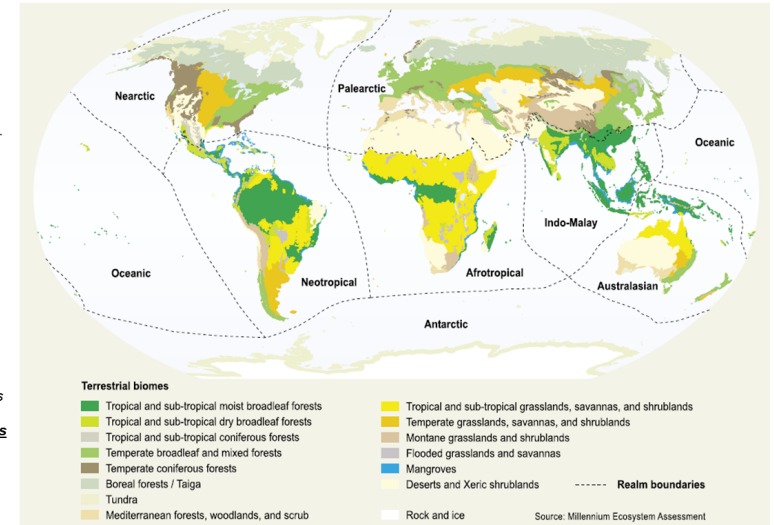 Nearctic
Palearctic
Oceanic
Indo-Malay
Oceanic
Neotropical
Afrotropical
Australasian
Antarctic
s
s
Terrestrial biomes
Tropical and sub-tropical moist broadleaf forests
Tropical and sub-tropical dry broadleaf forests
Tropical and sub-tropical coniferous forests
Temperate broadleaf and mixed forests
Temperate coniferous forests
Boreal forests / Taiga
Tundra
Mediterranean forests, woodlands, and scrub
Tropical and sub-tropical grasslands, savannas, and shrublands
Temperate grasslands, savannas, and shrublands
Montane grasslands and shrublands
Flooded grasslands and savannas
Mangroves
Deserts and Xeric shrublands
Realm boundaries
Rock and ice
Source: Millennium Ecosystem Assessment